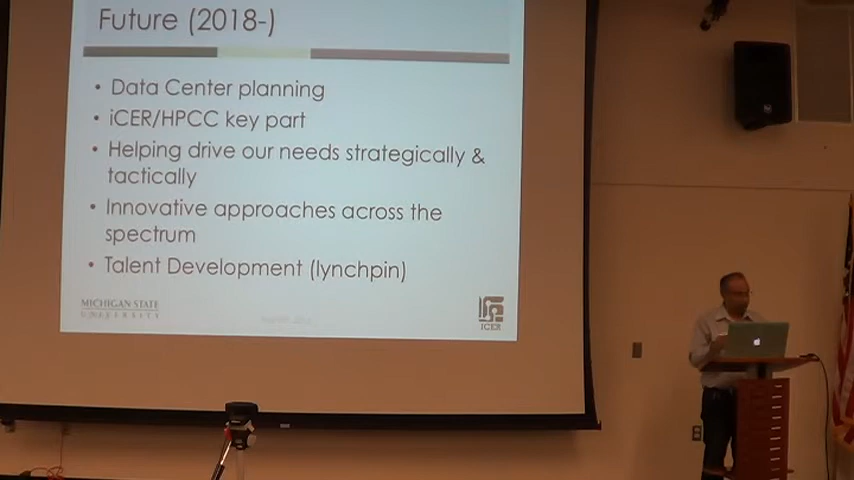 Future (2018-)
• Data Center planning
• iCER/HPCC key part
• Helping drive our needs strategically &
tactically
• Innovative approaches across the
spectrum
• Talent Development (lynchpin)
MICHIGAN STATE
UNIVERSITY
ICER